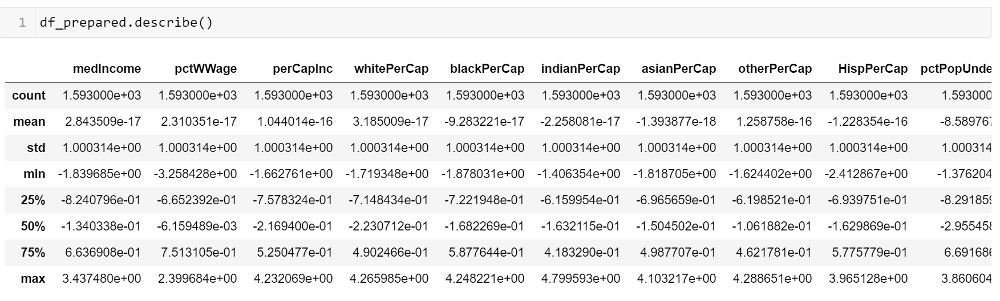 1 df_prepared.describe()
medIncome pctWWage perCapInc whitePerCap blackPerCap indianPerCap asianPerCap otherPerCap HispPerCap pctPopUnde
count 1.593000e+03 1.593000e+03 1.593000e+03 1.593000e+03 1.593000e+03 1.593000e+03 1.593000e+03 1.593000e+03 1.593000e+03 1.593000
mean 2.843509e-17 2.310351e-17 1.044014e-16 3.185009e-17 -9.283221e-17 -2.258081e-17 -1.393877e-18 1.258758e-16 -1.228354e-16 -8.589767
std 1.000314e+00 1.000314e+00 1.000314e+00 1.000314e+00 1.000314e+00 1.000314e+00 1.000314e+00 1.000314e+00 1.000314e+00 1.000314
min -1.839685e+00 -3.258428e+00 -1.662761e+00 -1.719348e+00 -1.878031e+00 -1.406354e+00 -1.818705e+00 -1.624402e+00 -2.412867e+00 -1.376204
25% -8.240796e-01 -6.652392e-01 -7.578324e-01 -7.148434e-01 -7.221948e-01 -6.159954e-01 -6.965659e-01 -6.198521e-01 -6.939751e-01 -8.291859
50% -1.340338e-01 -6.159489e-03 -2.169400e-01 -2.230712e-01 -1.682269e-01 -1.632115e-01 -1.504502e-01 -1.061882e-01 -1.629869e-01 -2.955458
75% 6.636908e-01 7.513105e-01 5.250477e-01 4.902466e-01 5.877644e-01 4.183290e-01 4.987707e-01 4.621781e-01 5.775779e-01 6.691686
max 3.437480e+00 2.399684e+00 4.232069e+00 4.265985e+00 4.248221e+00 4.799593e+00 4.103217e+00 4.288651e+00 3.965128e+00 3.860604